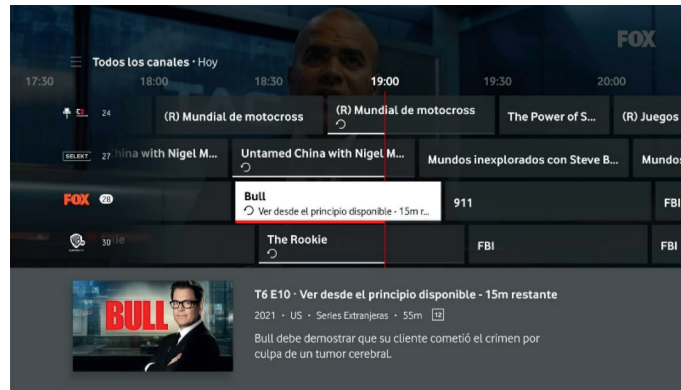 FOX
Todos los canales · Hoy
17:30 18:00 18:30 19:00 19:30 20:00
24 (R) Mundial de motocross (R) Mundial de motocross The Power of S... (R) Juegos
SELEKT 27 hina with Nigel M... Untamed China with Nigel M... Mundos inexplorados con Steve B... Mundos
FOX 28 Bull 911 FBI
Ver desde el principio disponible - 15m r...
30 The Rookie FBI FBI
BULL
T6 E10 · Ver desde el principio disponible - 15m restante
2021 · US · Series Extranjeras · 55m 12
Bull debe demostrar que su cliente cometió el crimen por
culpa de un tumor cerebral.